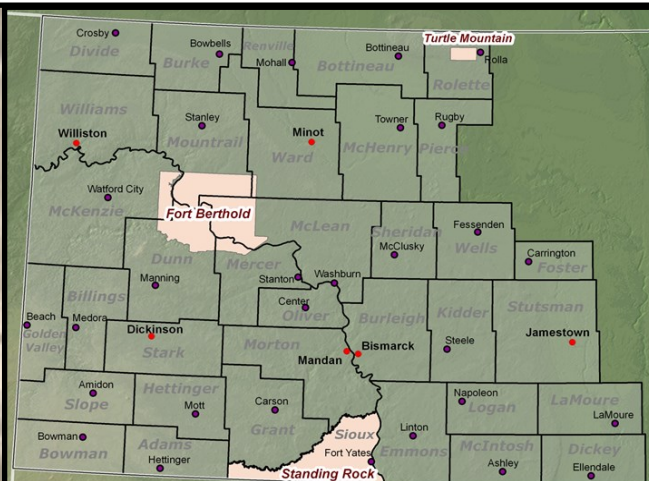 Crosby
Divide
Bowbells
Burke
Renville
Mohall
Bottineau
Bottineau
Turtle Mountain
Rolla
Rolette
Williams
Williston
Stanley
Mountrail
Minot
Ward
Towner
McHenry
Rugby
Pierce
Watford City
McKenzie
Fort Berthold
McLean
Sheridan
McClusky
Fessenden
Wells
Carrington
Foster
Dunn
Manning
Mercer
Stanton
Washburn
Center
Oliver
Billings
Beach
Medora
Golden
Valley
Dickinson
Stark
Morton
Mandan
Burleigh
Bismarck
Kidder
Steele
Stutsman
Jamestown
Amidon
Slope
Hettinger
Mott
Carson
Grant
Sioux
Fort Yates
Standing Rock
Linton
Emmons
Napoleon
Logan
LaMoure
LaMoure
Bowman
Bowman
Adams
Hettinger
McIntosh
Ashley
Dickey
Ellendale